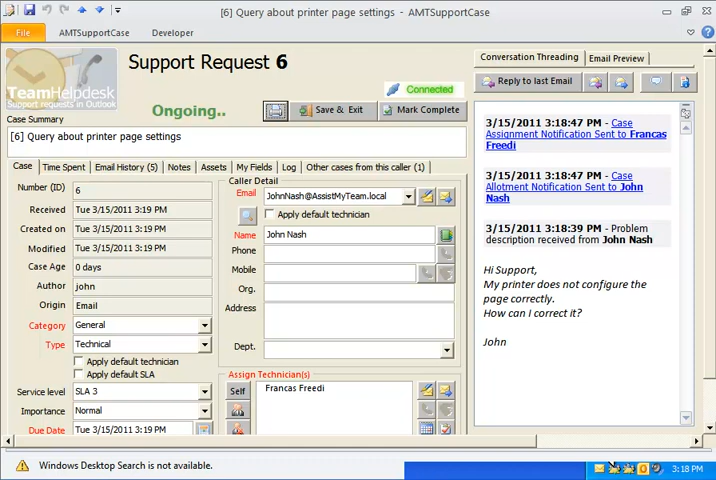 [6] Query about printer page settings - AMTSupportCase
File AMTSupportCase Developer
TeamHelpdesk
Support requests in Outlook
Support Request 6
Ongoing..
Connected
Save & Exit
Mark Complete
Case Summary
[6] Query about printer page settings
Case Time Spent Email History (5) Notes Assets My Fields Log Other cases from this caller (1)
Number (ID) 6
Received Tue 3/15/2011 3:19 PM
Created on Tue 3/15/2011 3:19 PM
Modified Tue 3/15/2011 3:19 PM
Case Age 0 days
Author john
Origin Email
Category General
Type Technical
Apply default technician
Apply default SLA
Service level SLA 3
Importance Normal
Due Date Tue 3/15/2011 3:19 PM
Caller Detail
Email JohnNash@AssistMyTeam.local
Apply default technician
Name John Nash
Phone
Mobile
Org.
Address
Dept.
Assign Technician(s)
Self Francas Freedi
Conversation Threading Email Preview
Reply to last Email
3/15/2011 3:18:47 PM - Case
Assignment Notification Sent to Francas
Freedi
3/15/2011 3:18:47 PM - Case
Allotment Notification Sent to John
Nash
3/15/2011 3:18:39 PM - Problem
description received from John Nash
Hi Support,
My printer does not configure the
page correctly.
How can I correct it?
John
Windows Desktop Search is not available.
3:18 PM